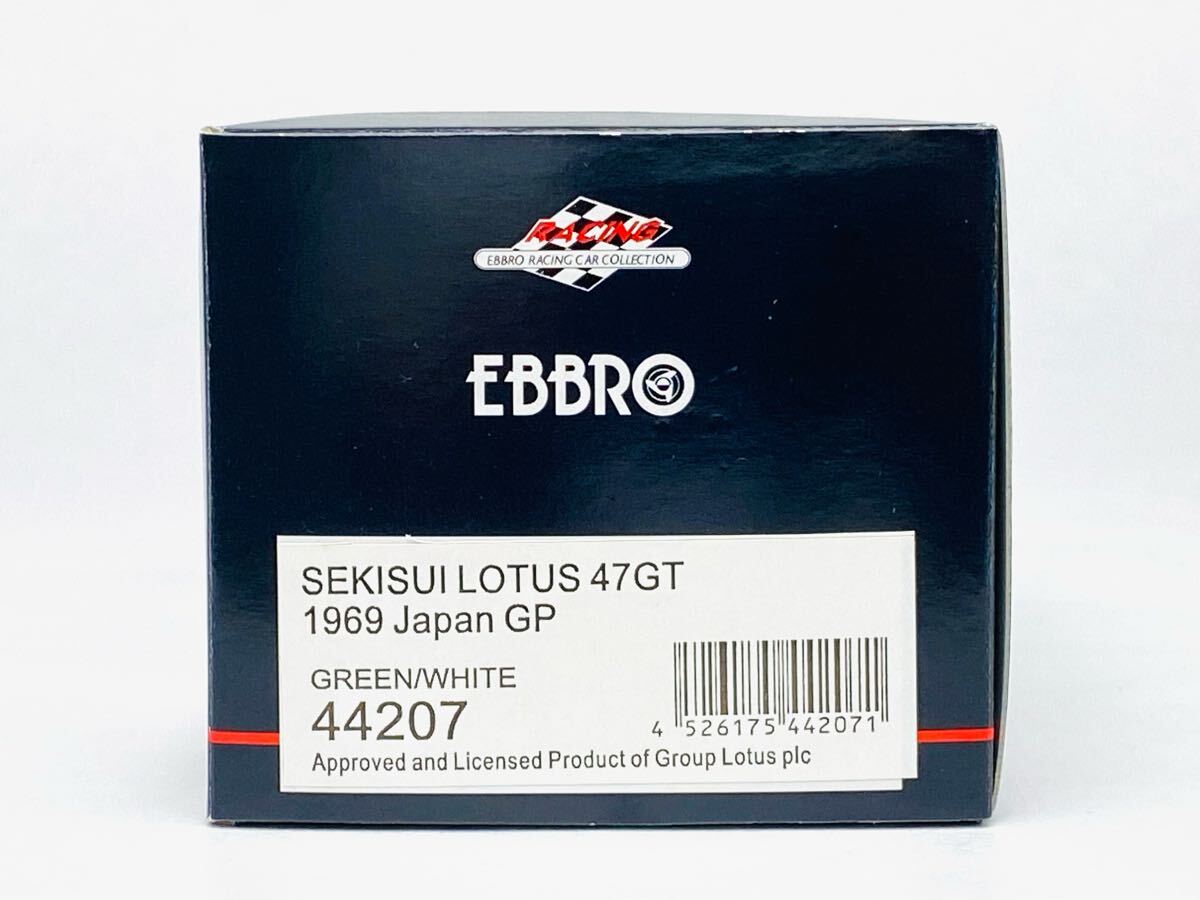 RACING
EBBRO RACING CAR COLLECTION
EBBRO
SEKISUI LOTUS 47GT
1969 Japan GP
GREEN/WHITE
44207
4 526175 442071
Approved and Licensed Product of Group Lotus plc